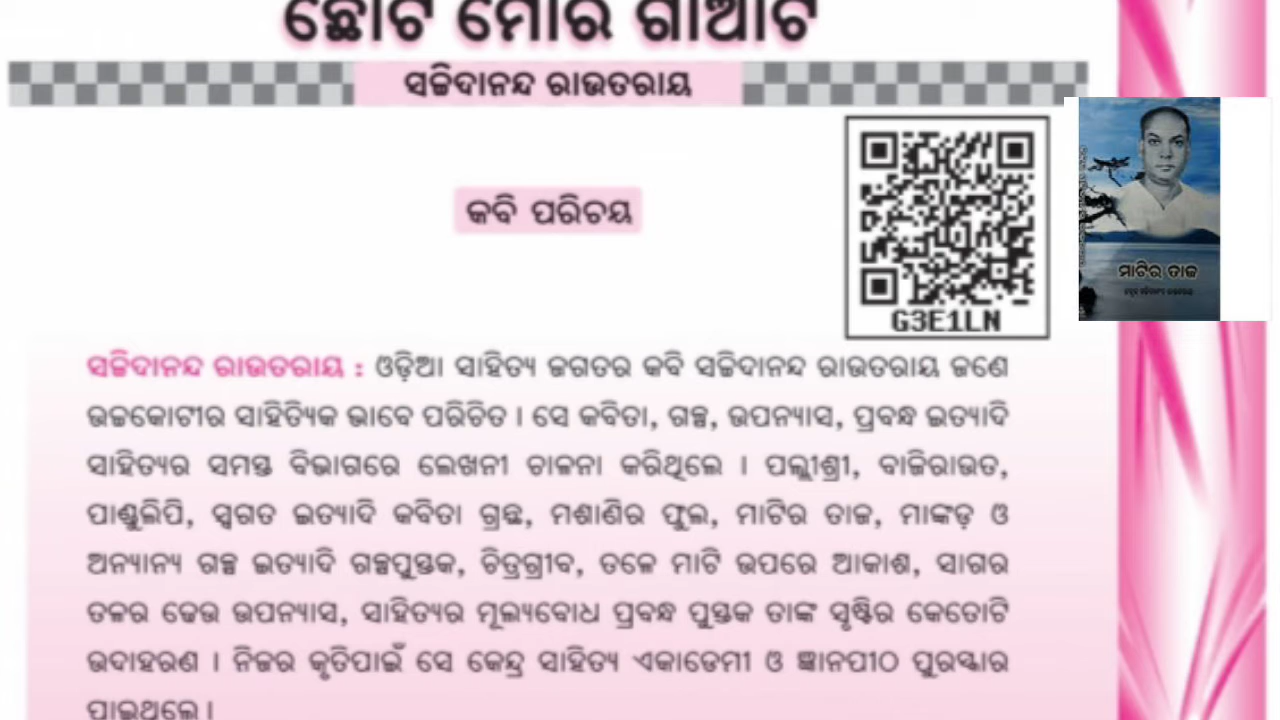 ଛୋଟ ମୋର ଗାଁଆଟି
ସଚ୍ଚିଦାନନ୍ଦ ରାଉତରାୟ
କବି ପରିଚୟ
G3E1LN
ମାଟିର ତାଜ
ସଚ୍ଚିଦାନନ୍ଦ ରାଉତରାୟ : ଓଡ଼ିଆ ସାହିତ୍ୟ ଜଗତର କବି ସଚ୍ଚିଦାନନ୍ଦ ରାଉତରାୟ ଜଣେ
ଉଚ୍ଚକୋଟୀର ସାହିତ୍ୟିକ ଭାବେ ପରିଚିତ । ସେ କବିତା, ଗଳ୍ପ, ଉପନ୍ୟାସ, ପ୍ରବନ୍ଧ ଇତ୍ୟାଦି
ସାହିତ୍ୟର ସମସ୍ତ ବିଭାଗରେ ଲେଖନୀ ଚାଳନା କରିଥିଲେ । ପଲ୍ଲୀଶ୍ରୀ, ବାଜିରାଉତ,
ପାଣ୍ଡୁଲିପି, ସ୍ୱଗତ ଇତ୍ୟାଦି କବିତା ଗ୍ରନ୍ଥ, ମଶାଣିର ଫୁଲ, ମାଟିର ତାଜ, ମାଙ୍କଡ଼ ଓ
ଅନ୍ୟାନ୍ୟ ଗଳ୍ପ ଇତ୍ୟାଦି ଗଳ୍ପପୁସ୍ତକ, ଚିତ୍ରଗ୍ରୀବ, ତଳେ ମାଟି ଉପରେ ଆକାଶ, ସାଗର
ତଳର ଢେଉ ଉପନ୍ୟାସ, ସାହିତ୍ୟର ମୂଲ୍ୟବୋଧ ପ୍ରବନ୍ଧ ପୁସ୍ତକ ତାଙ୍କ ସୃଷ୍ଟିର କେତୋଟି
ଉଦାହରଣ । ନିଜର କୃତିପାଇଁ ସେ କେନ୍ଦ୍ର ସାହିତ୍ୟ ଏକାଡେମୀ ଓ ଜ୍ଞାନପୀଠ ପୁରସ୍କାର
ପାଇଥିଲେ ।